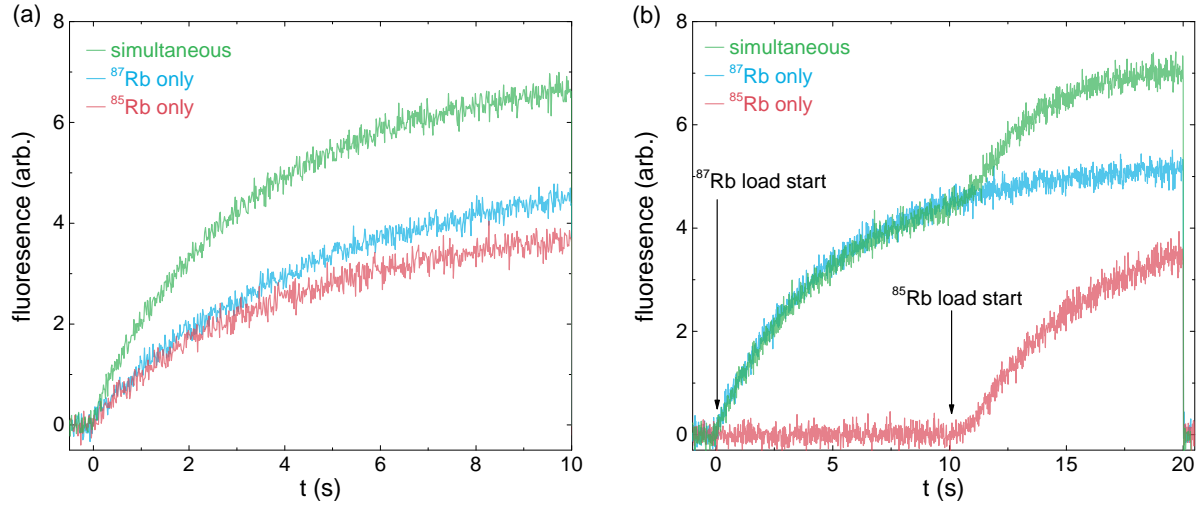 (a)
8
6
4
2
0
fluorescence (arb.)
simultaneous
⁸⁷Rb only
⁸⁵Rb only
0 2 4 6 8 10
t (s)
(b)
8
6
4
2
0
fluorescence (arb.)
simultaneous
⁸⁷Rb only
⁸⁵Rb only
⁸⁷Rb load start
⁸⁵Rb load start
0 5 10 15 20
t (s)